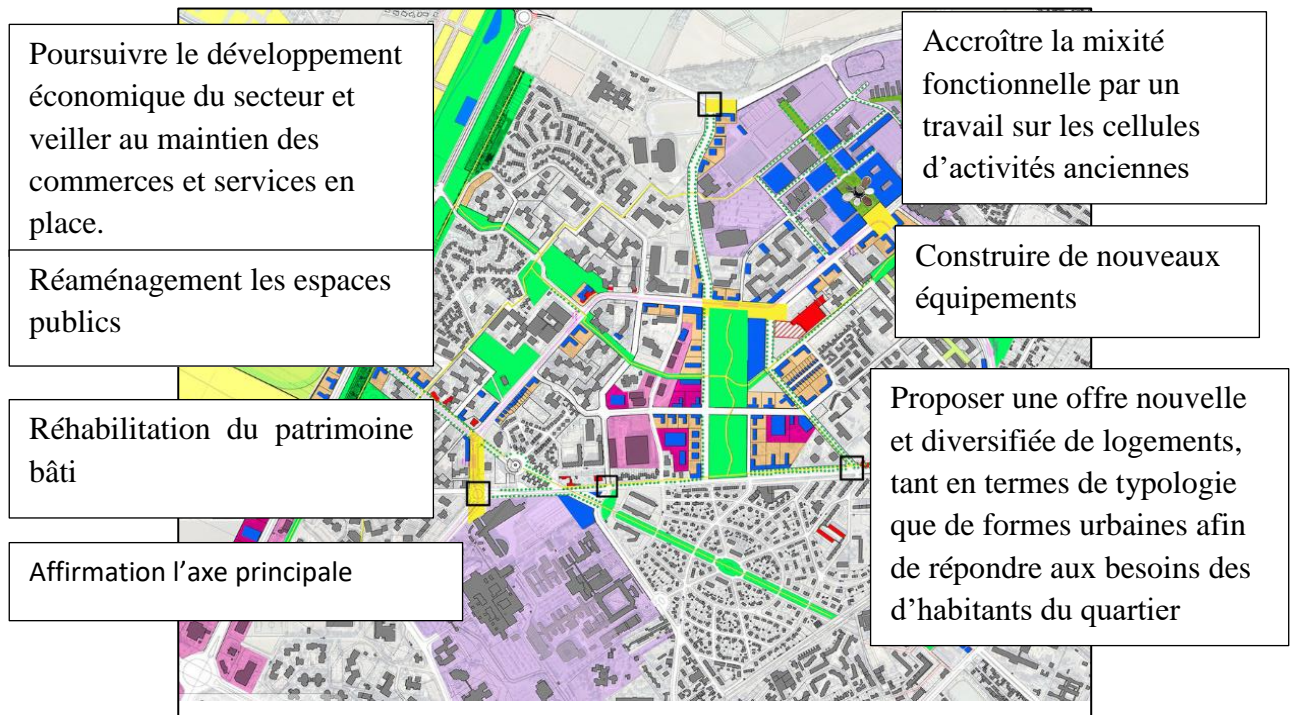 Poursuivre le développement
économique du secteur et
veiller au maintien des
commerces et services en
place.
Réaménagement les espaces
publics
Réhabilitation du patrimoine
bâti
Affirmation l’axe principale
Accroître la mixité
fonctionnelle par un
travail sur les cellules
d’activités anciennes
Construire de nouveaux
équipements
Proposer une offre nouvelle
et diversifiée de logements,
tant en termes de typologie
que de formes urbaines afin
de répondre aux besoins des
d’habitants du quartier